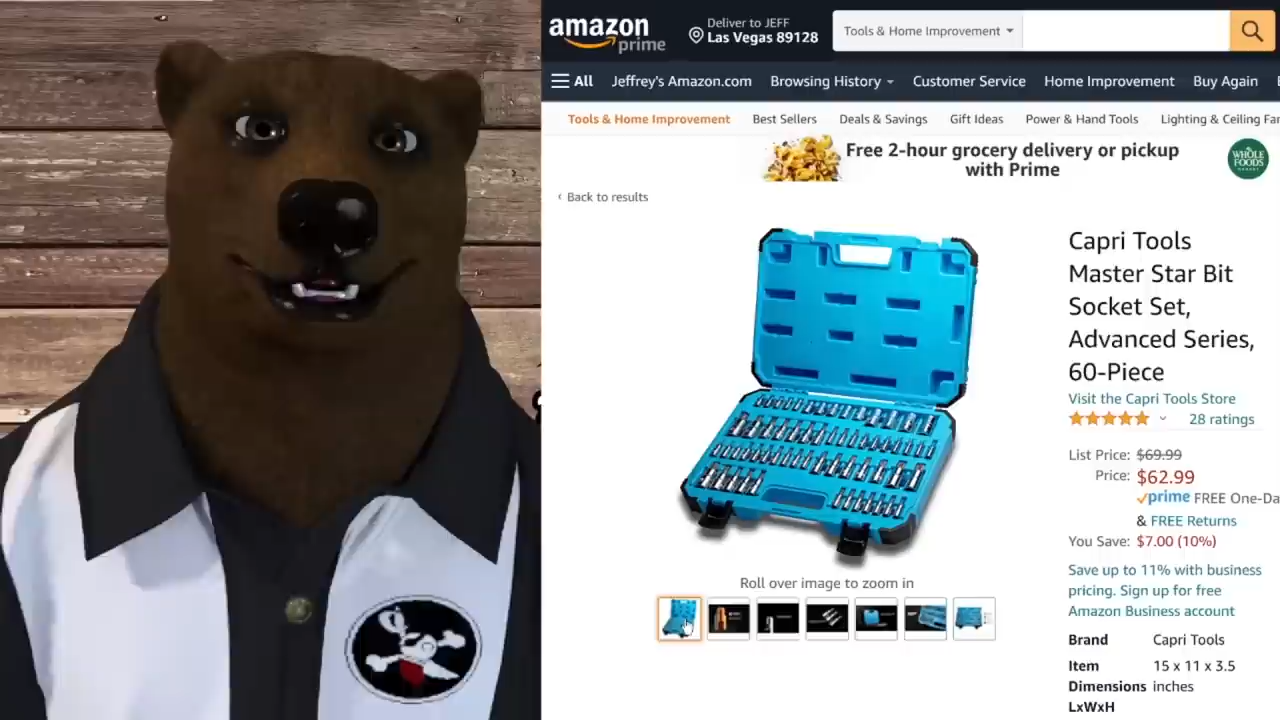 amazon
prime
Deliver to JEFF
Las Vegas 89128
Tools & Home Improvement
All
Jeffrey's Amazon.com
Browsing History
Customer Service
Home Improvement
Buy Again
Tools & Home Improvement
Best Sellers
Deals & Savings
Gift Ideas
Power & Hand Tools
Lighting & Ceiling Fan
Free 2-hour grocery delivery or pickup
with Prime
WHOLE
FOODS
MARKET
‹ Back to results
Capri Tools
Master Star Bit
Socket Set,
Advanced Series,
60-Piece
Visit the Capri Tools Store
28 ratings
List Price: $69.99
Price: $62.99
prime FREE One-Da
& FREE Returns
You Save: $7.00 (10%)
Save up to 11% with business
pricing. Sign up for free
Amazon Business account
Roll over image to zoom in
Brand Capri Tools
Item 15 x 11 x 3.5
Dimensions inches
LxWxH